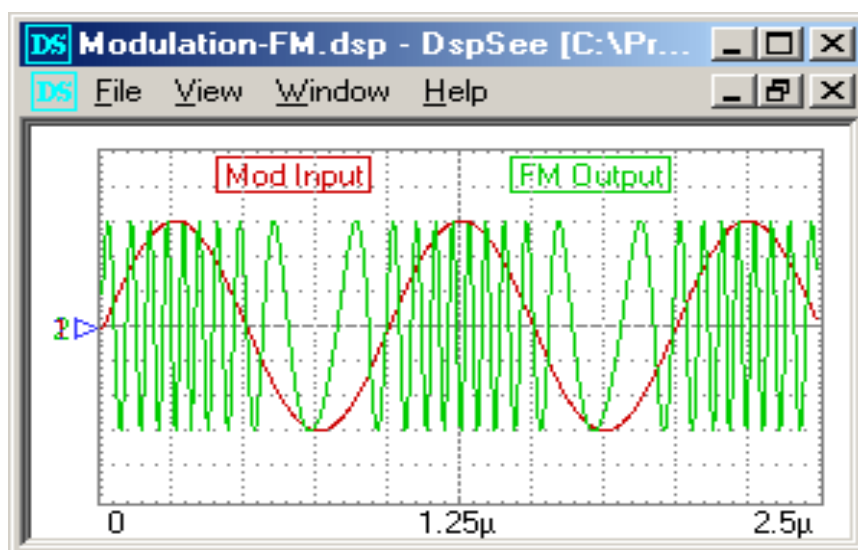 DS Modulation-FM.dsp - DspSee [C:\Pr...
DS File View Window Help
Mod Input FM Output
0 1.25µ 2.5µ